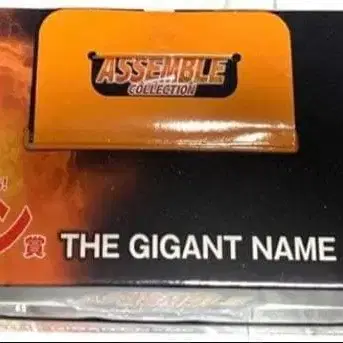 ASSEMBLE
COLLECTION
!
ン賞 THE GIGANT NAME